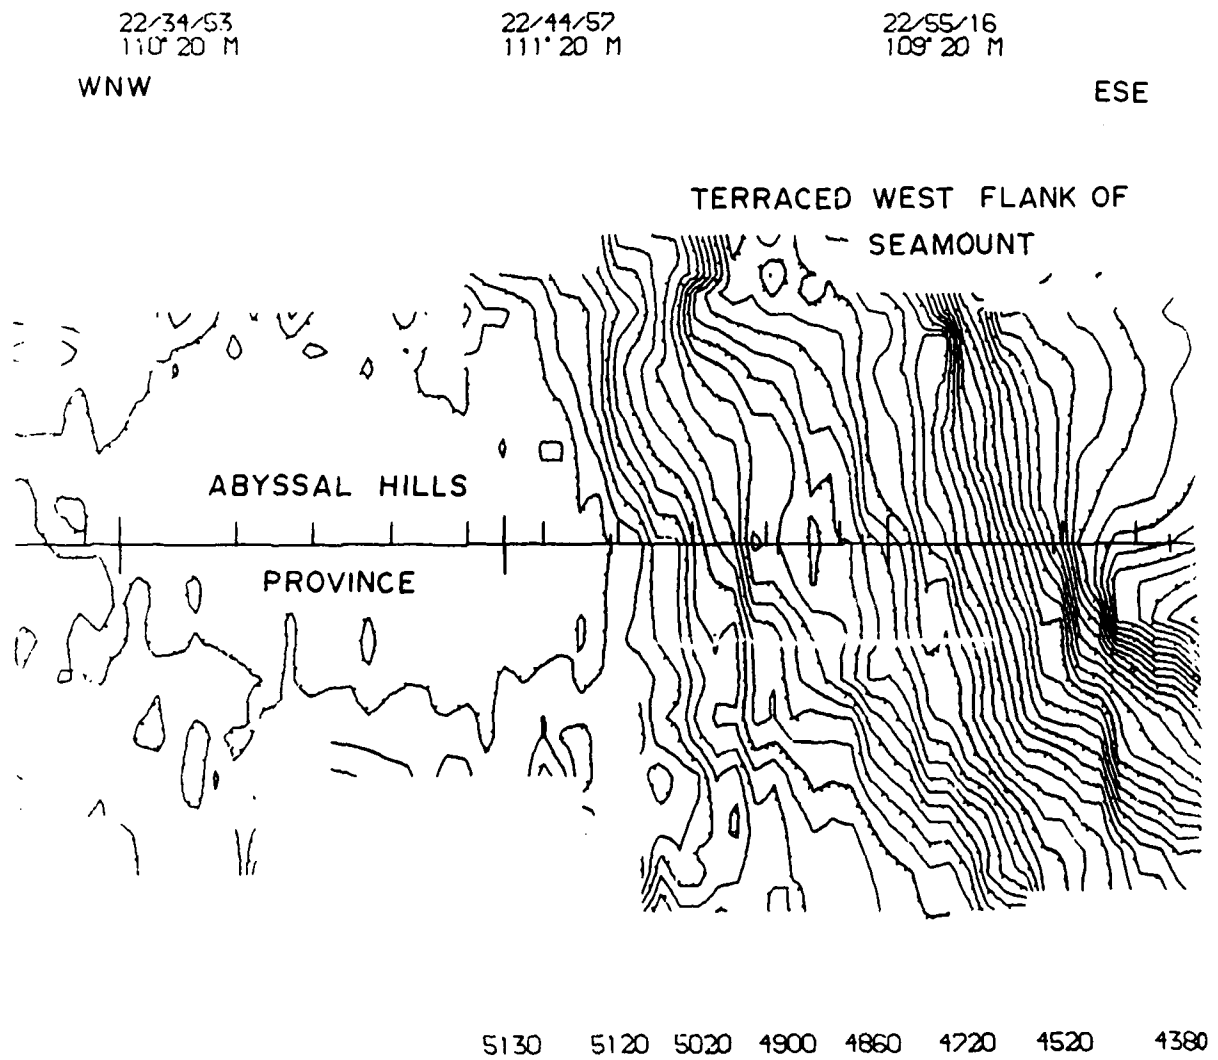 22/34/53 22/44/57 22/55/16
110° 20 M 111° 20 M 109° 20 M
WNW ESE
TERRACED WEST FLANK OF
SEAMOUNT
ABYSSAL HILLS
PROVINCE
5130 5120 5020 4900 4860 4720 4520 4380